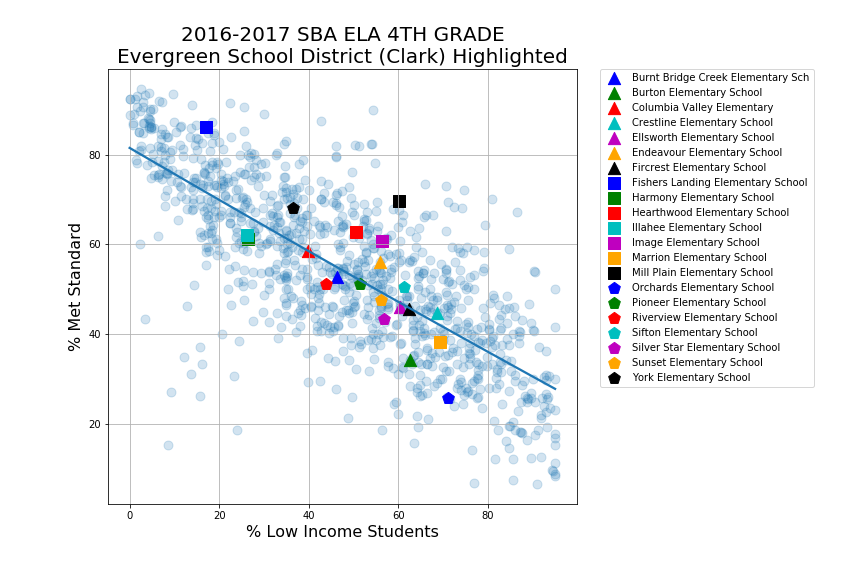 2016-2017 SBA ELA 4TH GRADE
Evergreen School District (Clark) Highlighted
Burnt Bridge Creek Elementary Sch
Burton Elementary School
Columbia Valley Elementary
Crestline Elementary School
Ellsworth Elementary School
Endeavour Elementary School
Fircrest Elementary School
Fishers Landing Elementary School
Harmony Elementary School
Hearthwood Elementary School
Illahee Elementary School
Image Elementary School
Marrion Elementary School
Mill Plain Elementary School
Orchards Elementary School
Pioneer Elementary School
Riverview Elementary School
Sifton Elementary School
Silver Star Elementary School
Sunset Elementary School
York Elementary School
% Met Standard
80
60
40
20
0 20 40 60 80
% Low Income Students